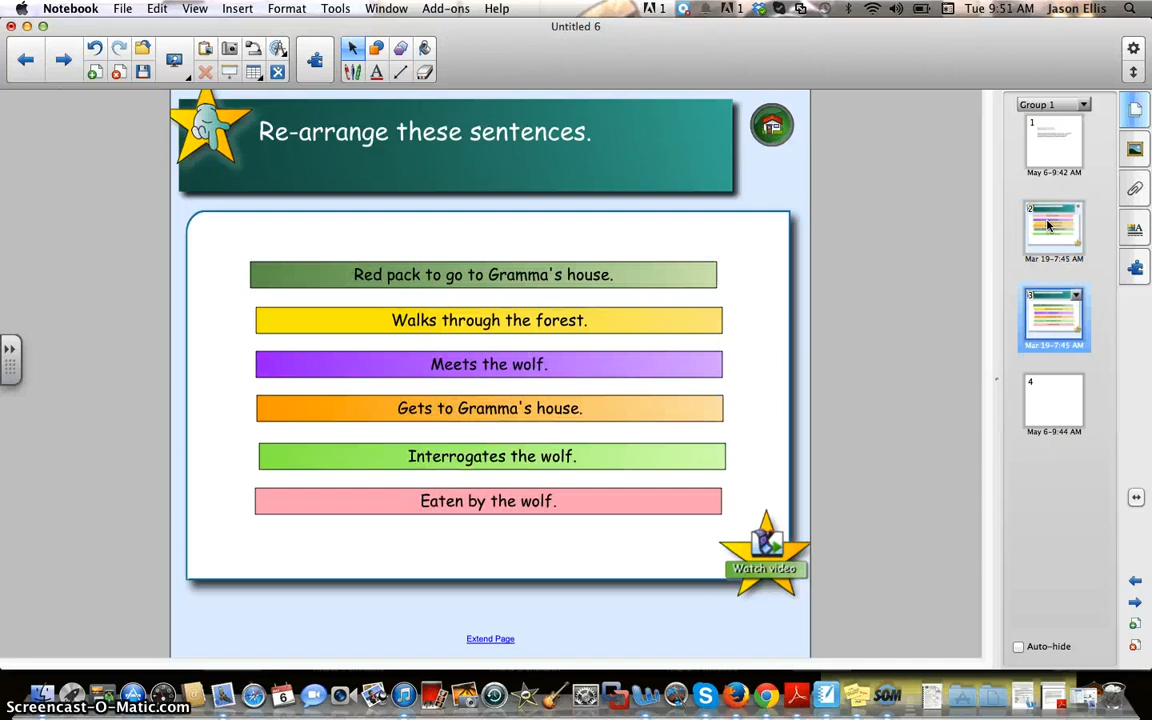 Notebook File Edit View Insert Format Tools Window Add-ons Help 1 1 Tue 9:51 AM Jason Ellis
Untitled 6
Re-arrange these sentences.
Red pack to go to Gramma's house.
Walks through the forest.
Meets the wolf.
Gets to Gramma's house.
Interrogates the wolf.
Eaten by the wolf.
Watch video
Extend Page
Group 1
1
May 6-9:42 AM
2
Mar 19-7:45 AM
3
Mar 19-7:45 AM
4
May 6-9:44 AM
Auto-hide
6
SOM
Screencast-O-Matic.com